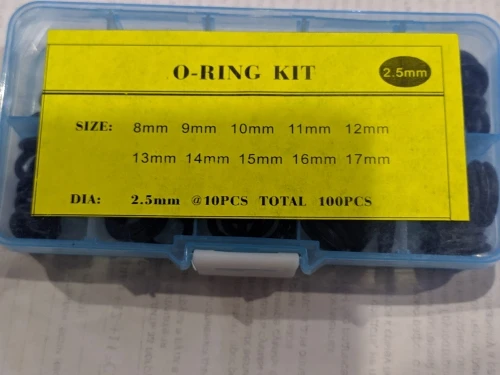 O-RING KIT 2.5mm
SIZE: 8mm 9mm 10mm 11mm 12mm
13mm 14mm 15mm 16mm 17mm
DIA: 2.5mm @10PCS TOTAL 100PCS